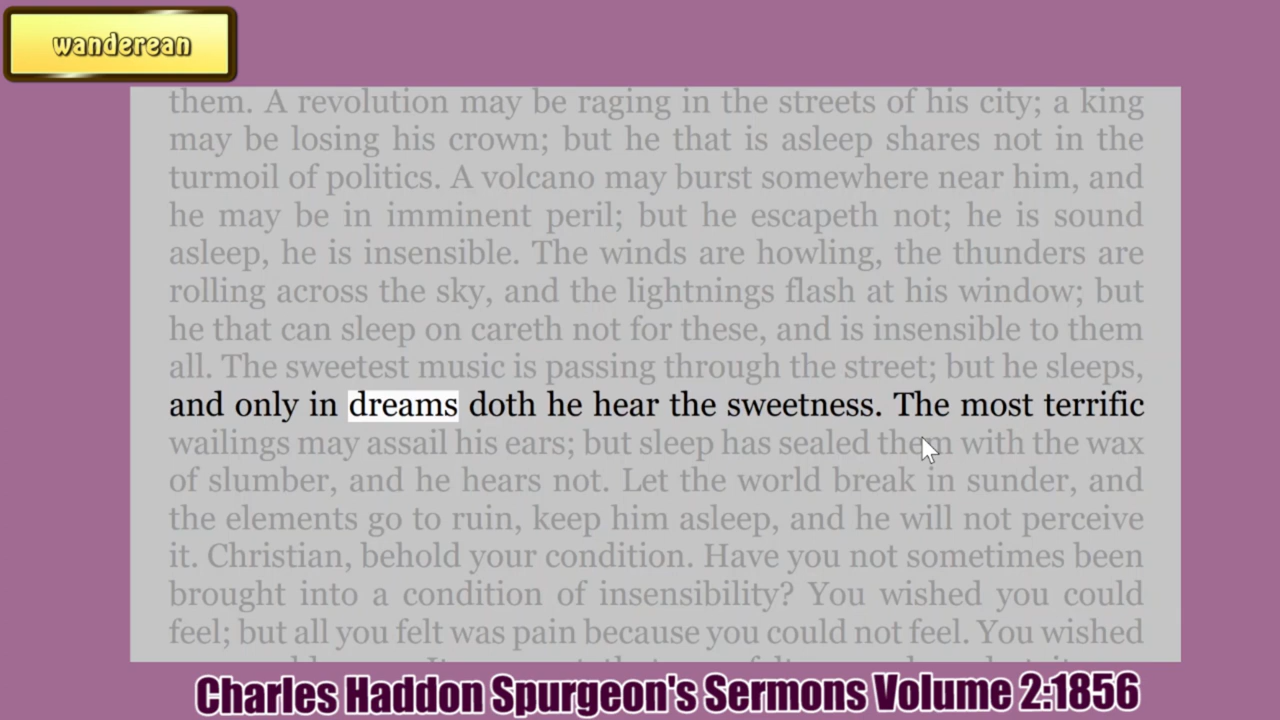 wanderean
them. A revolution may be raging in the streets of his city; a king
may be losing his crown; but he that is asleep shares not in the
turmoil of politics. A volcano may burst somewhere near him, and
he may be in imminent peril; but he escapeth not; he is sound
asleep, he is insensible. The winds are howling, the thunders are
rolling across the sky, and the lightnings flash at his window; but
he that can sleep on careth not for these, and is insensible to them
all. The sweetest music is passing through the street; but he sleeps,
and only in dreams doth he hear the sweetness. The most terrific
wailings may assail his ears; but sleep has sealed them with the wax
of slumber, and he hears not. Let the world break in sunder, and
the elements go to ruin, keep him asleep, and he will not perceive
it. Christian, behold your condition. Have you not sometimes been
brought into a condition of insensibility? You wished you could
feel; but all you felt was pain because you could not feel. You wished
Charles Haddon Spurgeon's Sermons Volume 2:1856